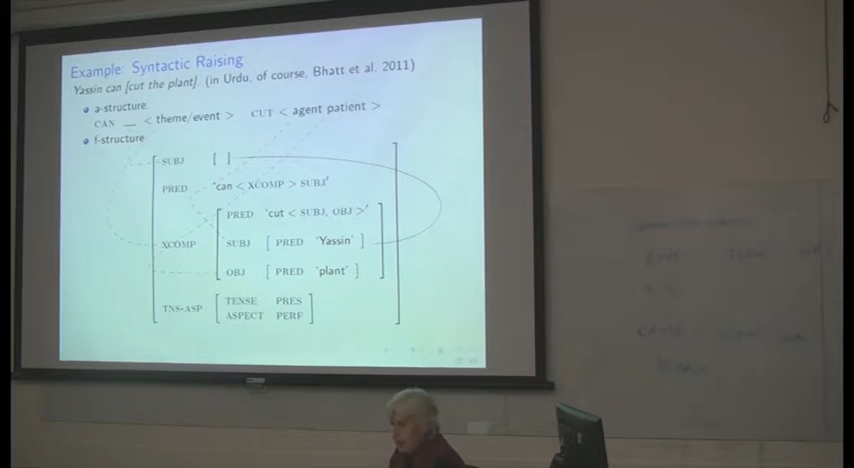 Example: Syntactic Raising
Yassin can [cut the plant]. (in Urdu, of course, Bhatt et al. 2011)
• a-structure:
CAN __ < theme/event > CUT < agent patient >
• f-structure
SUBJ [ ]
PRED 'can < XCOMP > SUBJ'
PRED 'cut < SUBJ, OBJ >'
XCOMP SUBJ [ PRED 'Yassin' ]
OBJ [ PRED 'plant' ]
TNS-ASP TENSE PRES
ASPECT PERF